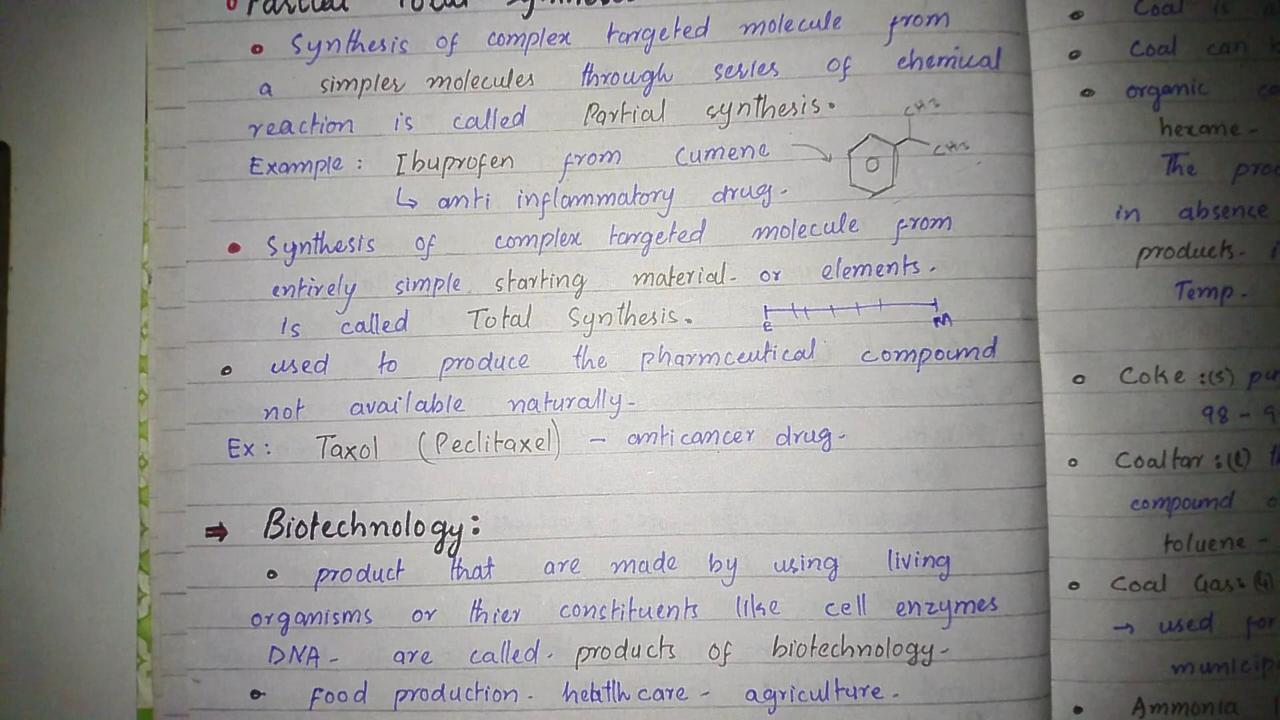 Synthesis of complex targeted molecule from
a simpler molecules through series of chemical
reaction is called Partial synthesis.
Example : Ibuprofen from Cumene
CH3
CH3
↳ anti inflammatory drug.
Synthesis of complex targeted molecule from
entirely simple starting material. or elements.
is called Total Synthesis.
E M
used to produce the pharmceutical compound
not available naturally.
Ex : Taxol (Peclitaxel) - anticancer drug.
⇒ Biotechnology:
product that are made by using living
organisms or thier constituents like cell enzymes
DNA - are called. products of biotechnology.
Food production. health care - agriculture.
Coal is
Coal can
organic
hexane -
The
in absence
products.
Temp.
Coke :(s)
98 -
Coaltar :(l)
compound
toluene -
Coal Gas:
→ used for
Ammonia